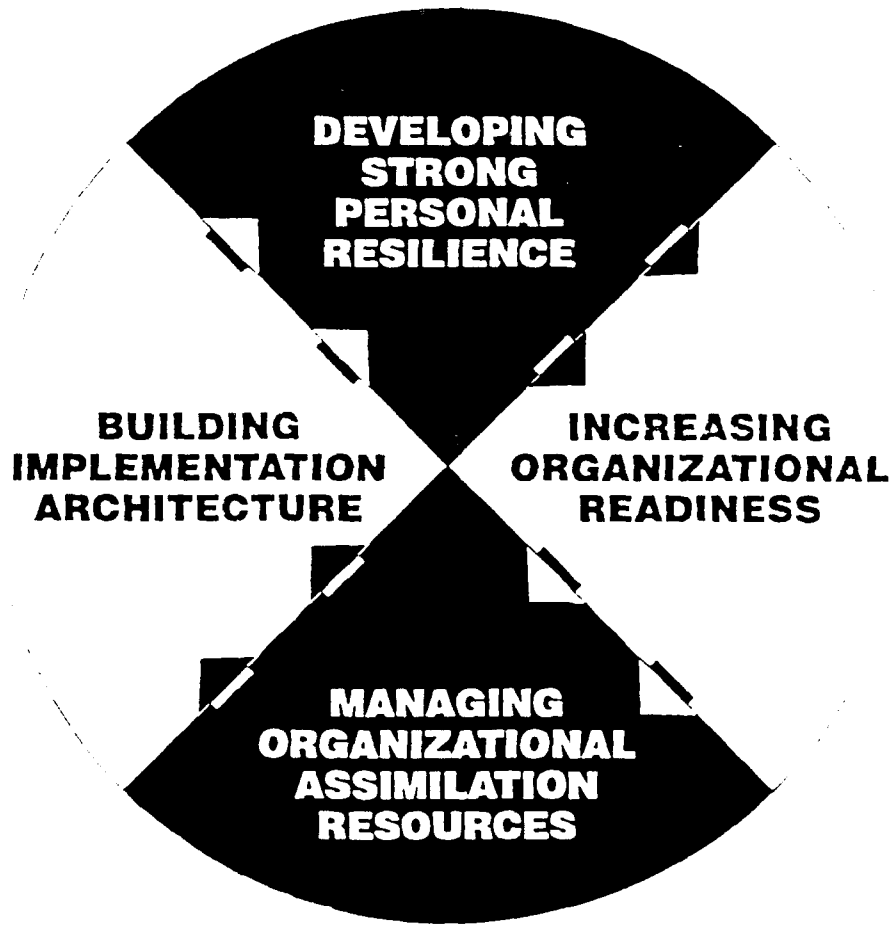 DEVELOPING
STRONG
PERSONAL
RESILIENCE
BUILDING
IMPLEMENTATION
ARCHITECTURE
INCREASING
ORGANIZATIONAL
READINESS
MANAGING
ORGANIZATIONAL
ASSIMILATION
RESOURCES